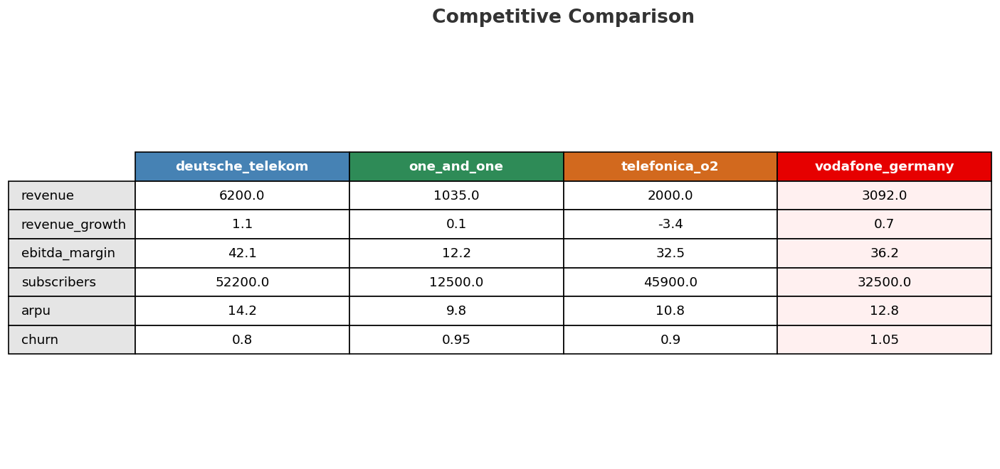 Competitive Comparison
deutsche_telekom one_and_one telefonica_o2 vodafone_germany
revenue 6200.0 1035.0 2000.0 3092.0
revenue_growth 1.1 0.1 -3.4 0.7
ebitda_margin 42.1 12.2 32.5 36.2
subscribers 52200.0 12500.0 45900.0 32500.0
arpu 14.2 9.8 10.8 12.8
churn 0.8 0.95 0.9 1.05